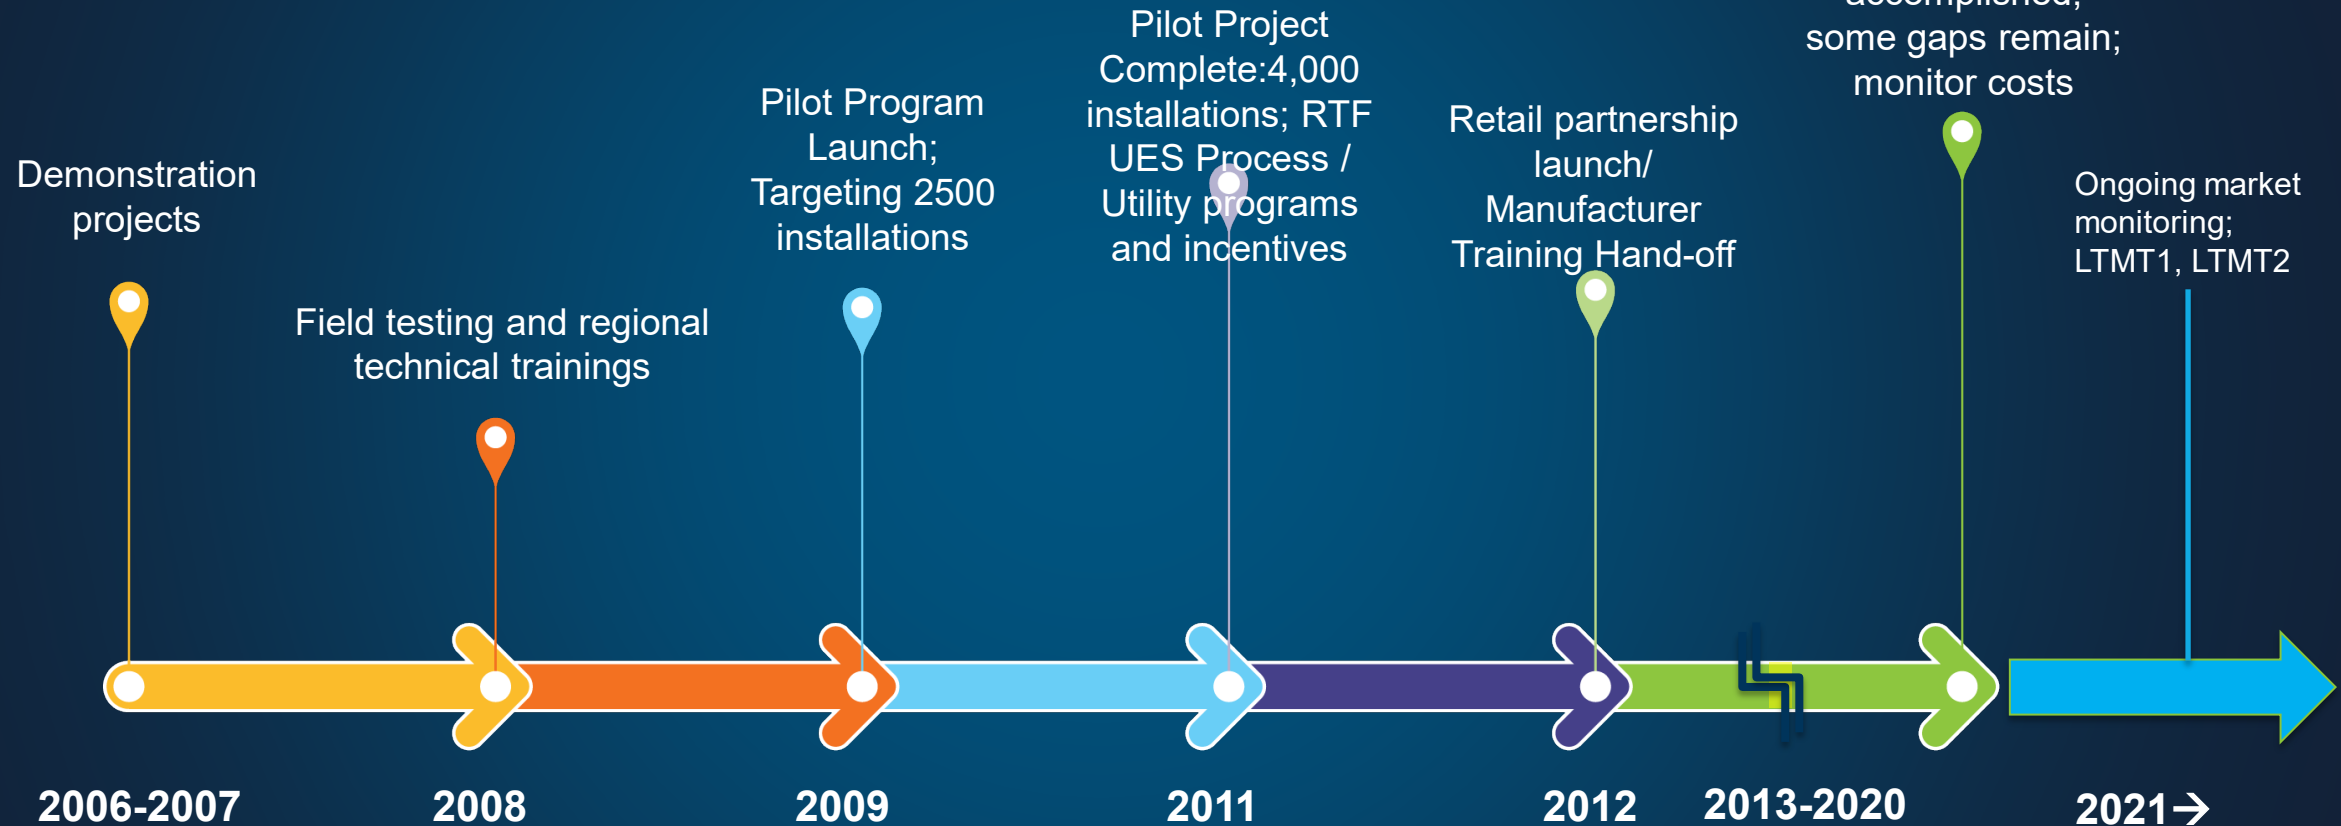 Demonstration
projects
Field testing and regional
technical trainings
Pilot Program
Launch;
Targeting 2500
installations
Pilot Project
Complete:4,000
installations; RTF
UES Process /
Utility programs
and incentives
Retail partnership
launch/
Manufacturer
Training Hand-off
accomplished;
some gaps remain;
monitor costs
Ongoing market
monitoring;
LTMT1, LTMT2
2006-2007
2008
2009
2011
2012
2013-2020
2021→